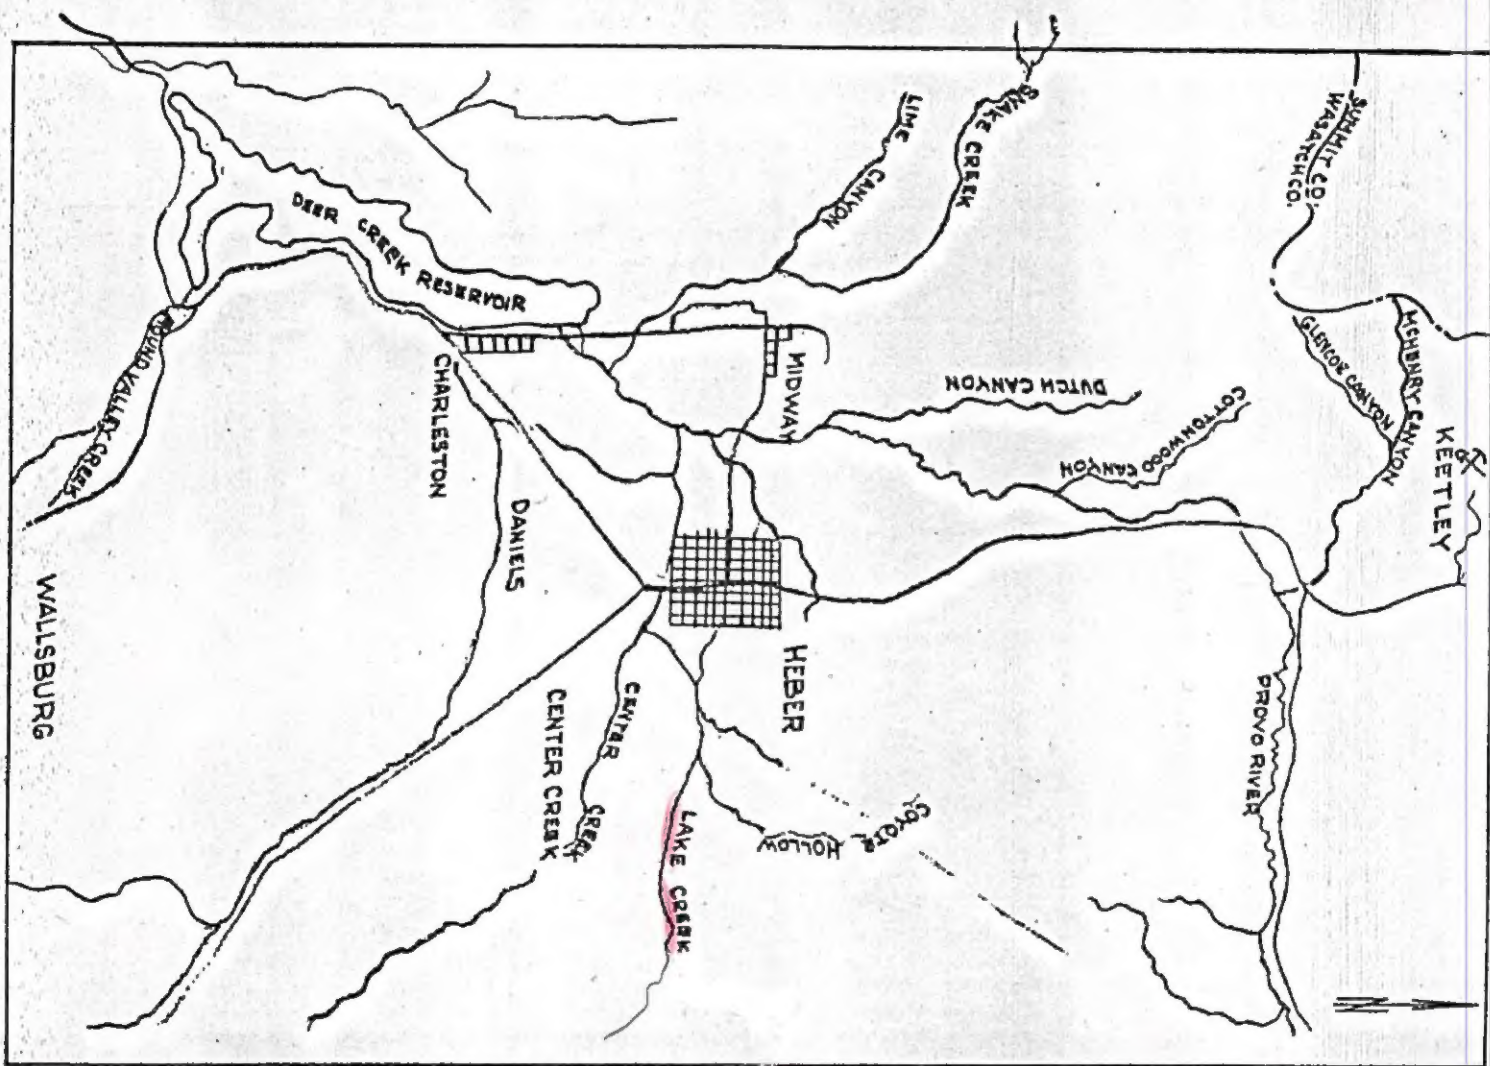 SUMMIT CO.
WASATCH CO.
SNAKE CREEK
LIME CANYON
DEER CREEK RESERVOIR
McHENRY CANYON
GLENCOE CANYON
KEETLEY
MIDWAY
DUTCH CANYON
COTTONWOOD CANYON
ROUND VALLEY CREEK
CHARLESTON
DANIELS
WALLSBURG
HEBER
PROVO RIVER
CENTER CREEK
CENTER CREEK
LAKE CREEK
COYOTE HOLLOW
N